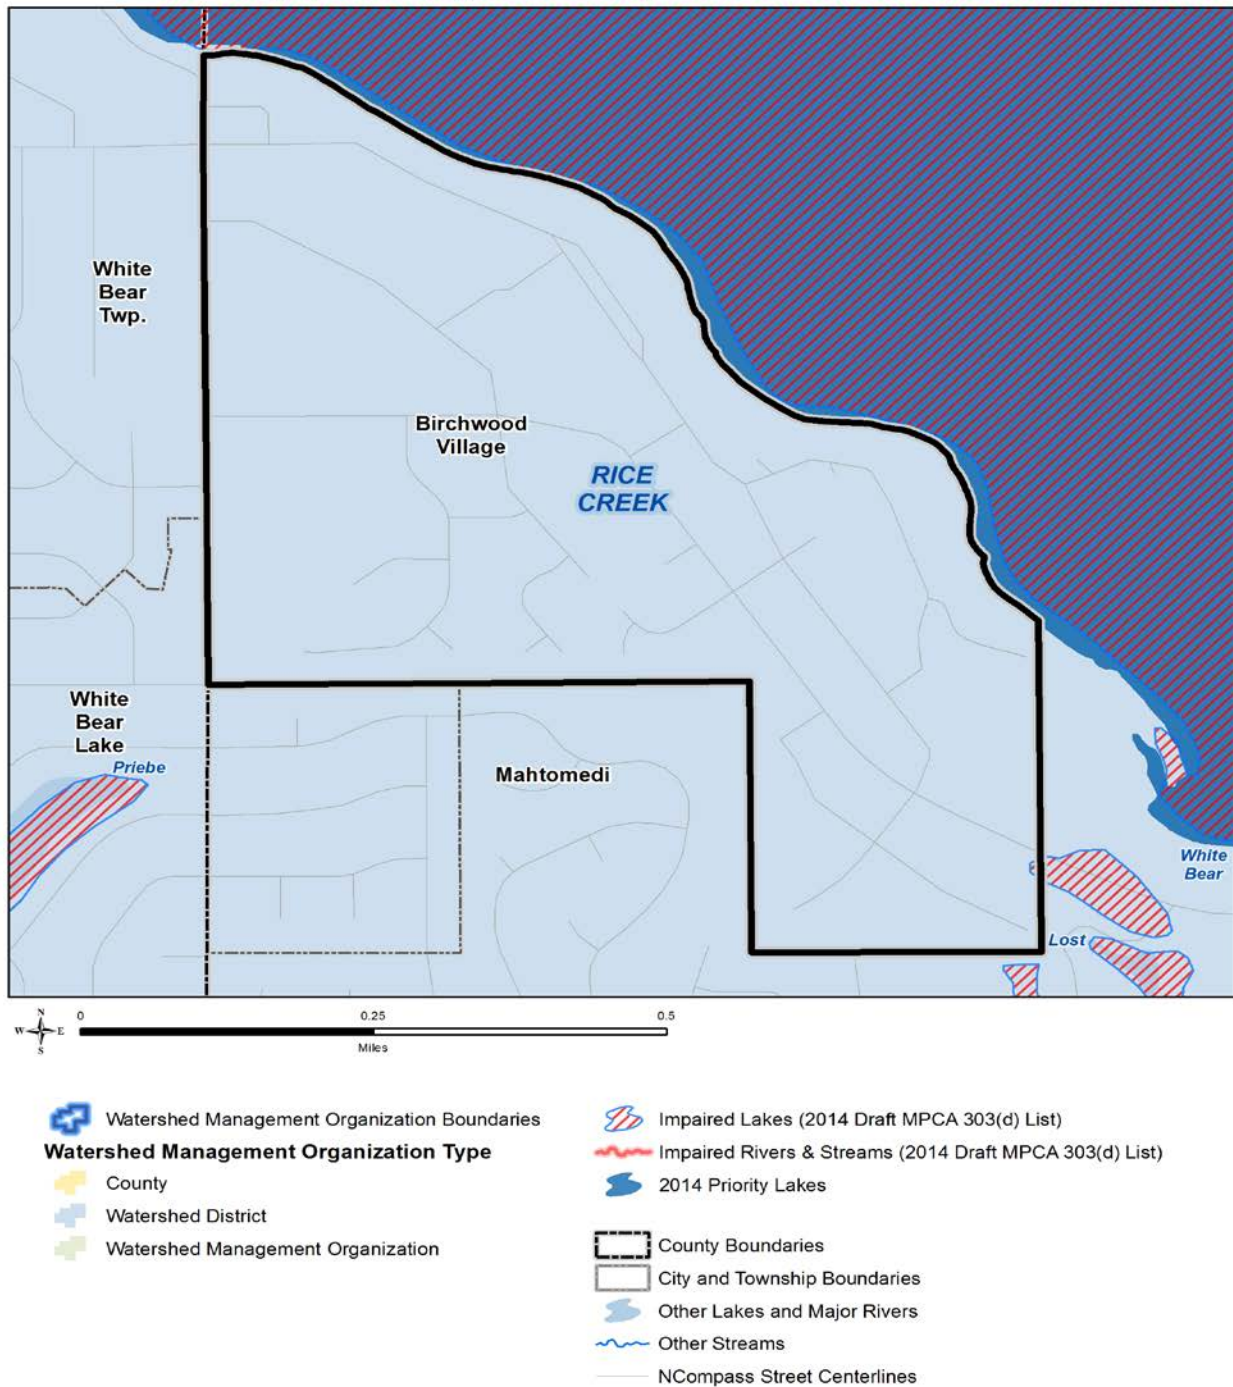 White
Bear
Twp.
Birchwood
Village
RICE
CREEK
White
Bear
Lake
Priebe
Mahtomedi
White
Bear
Lost
N
W E
S
0 0.25 0.5
Miles
Watershed Management Organization Boundaries
Watershed Management Organization Type
County
Watershed District
Watershed Management Organization
Impaired Lakes (2014 Draft MPCA 303(d) List)
Impaired Rivers & Streams (2014 Draft MPCA 303(d) List)
2014 Priority Lakes
County Boundaries
City and Township Boundaries
Other Lakes and Major Rivers
Other Streams
NCompass Street Centerlines